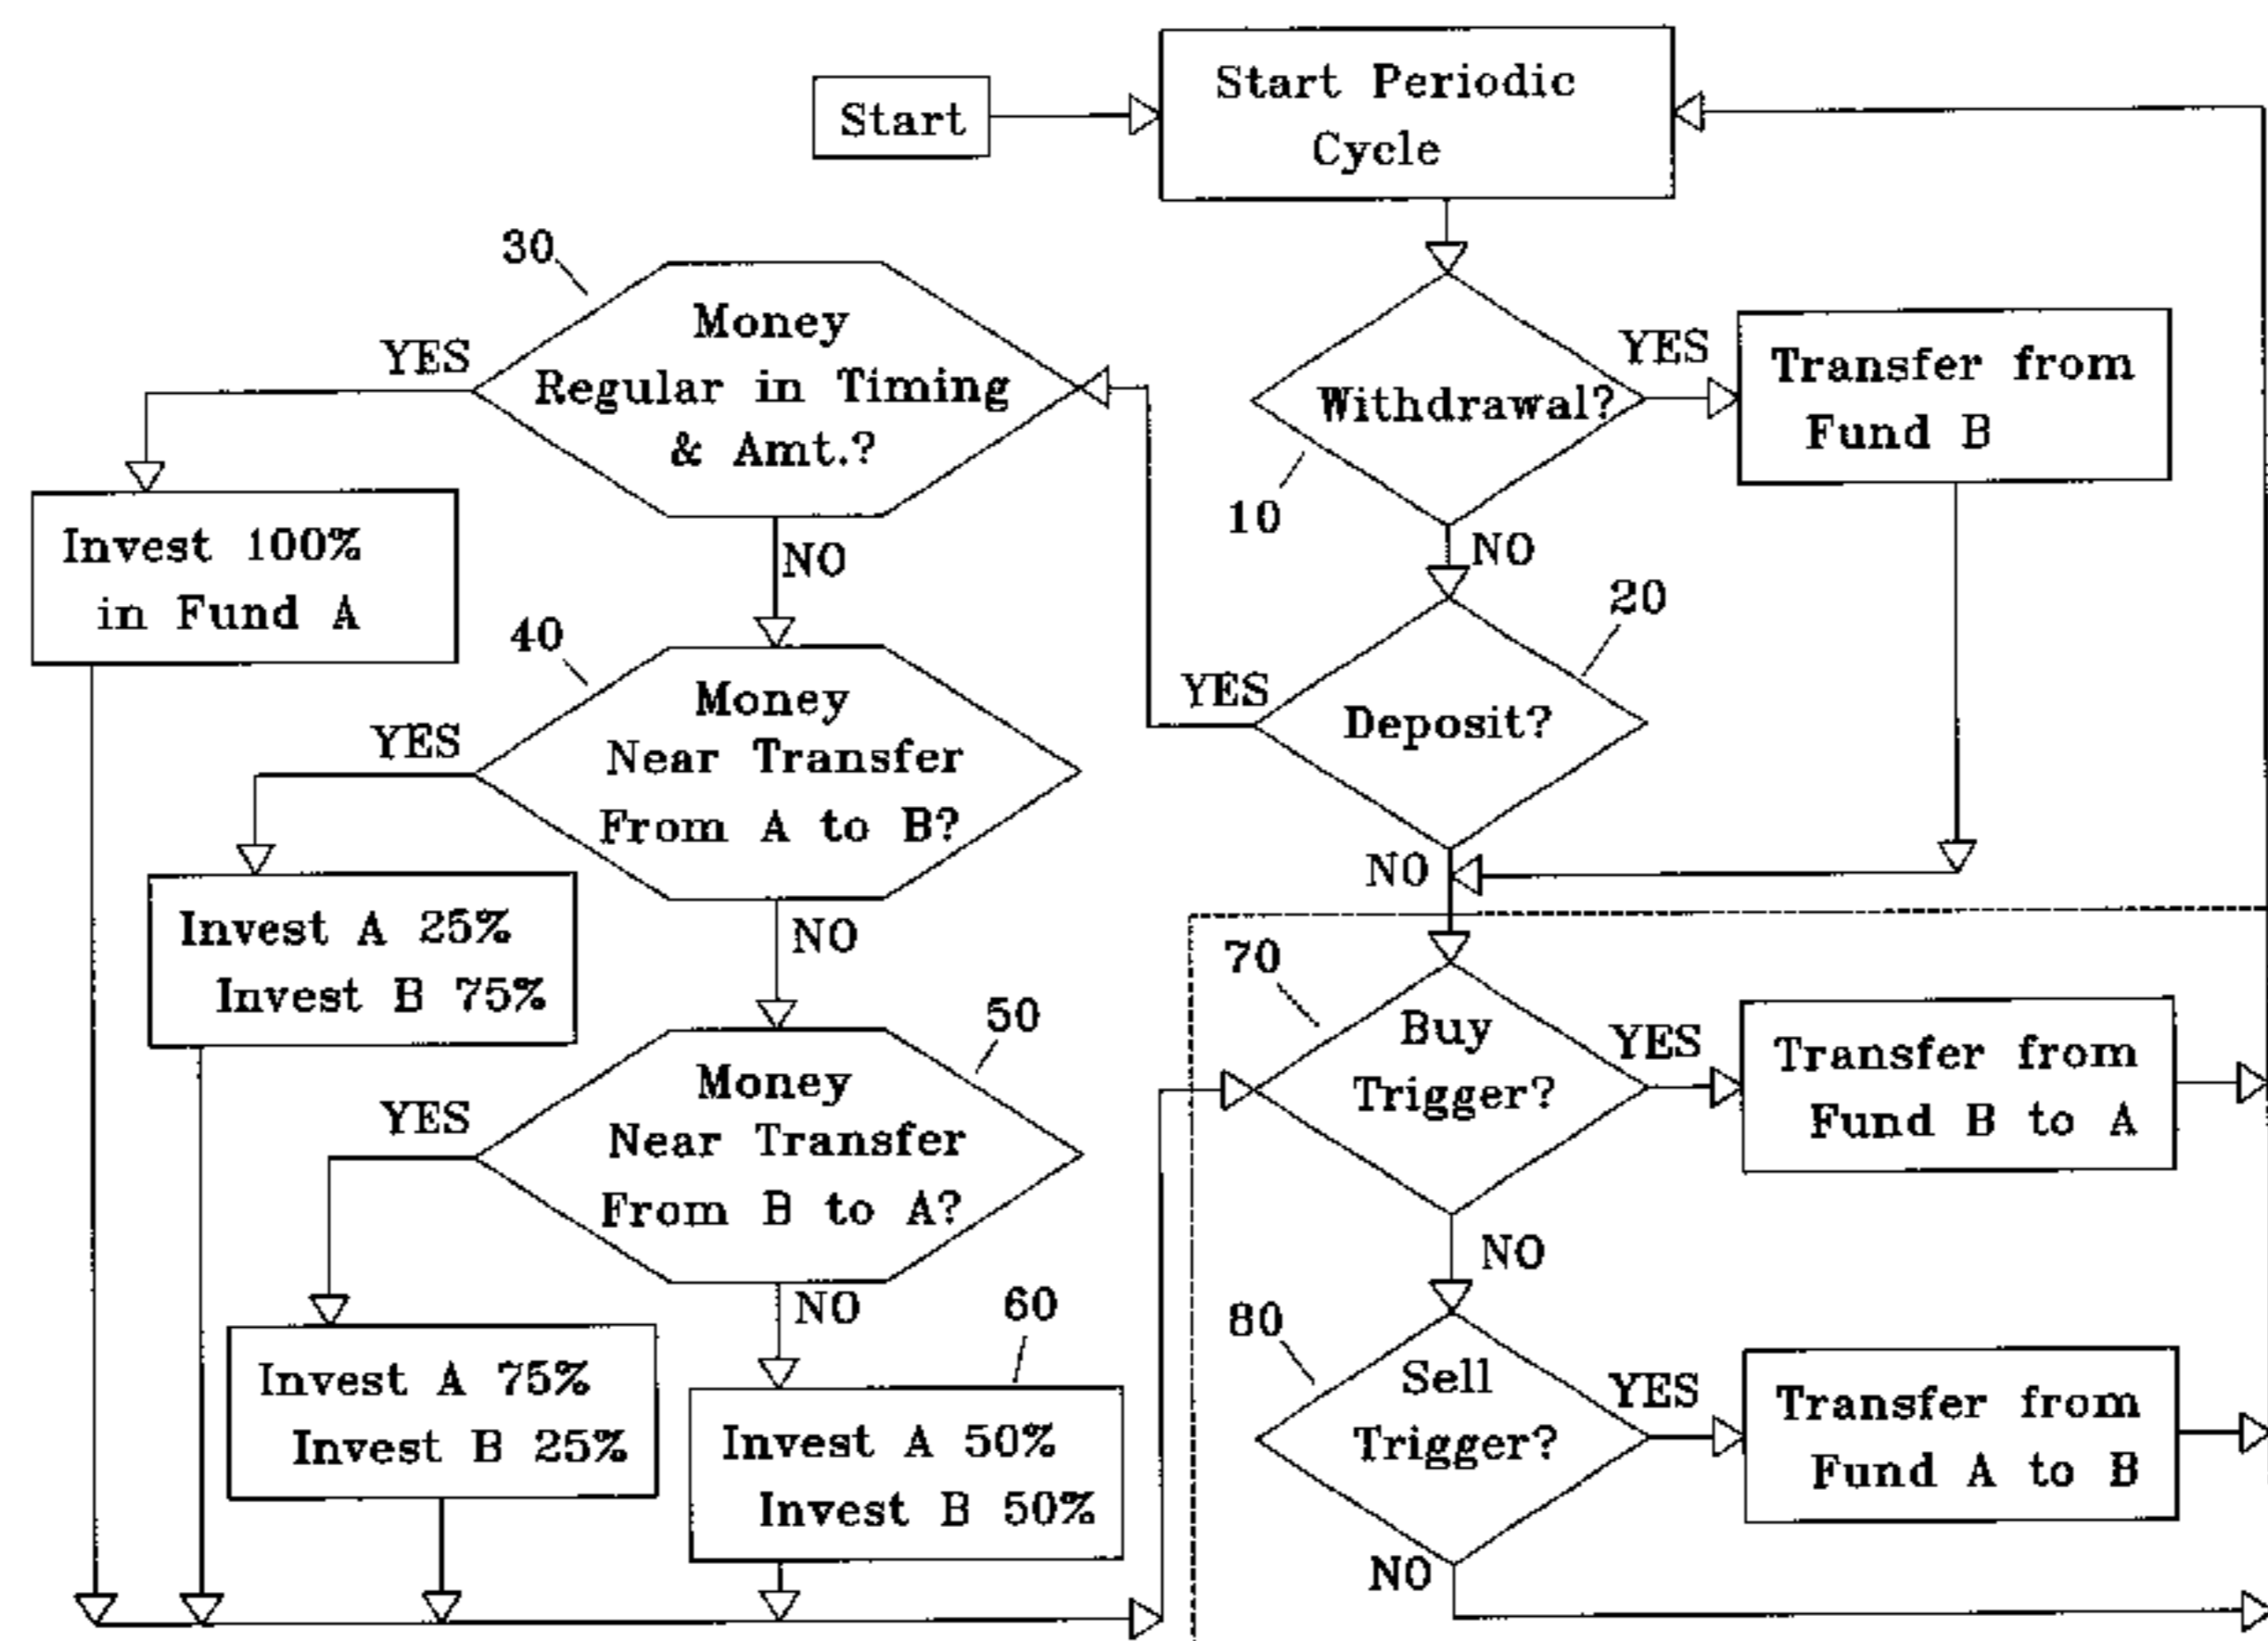 Start
Start Periodic
Cycle
30
Money
Regular in Timing
& Amt.?
YES
NO
Withdrawal?
YES
10
NO
Transfer from
Fund B
Invest 100%
in Fund A
20
Deposit?
YES
NO
40
Money
Near Transfer
From A to B?
YES
NO
Invest A 25%
Invest B 75%
50
Money
Near Transfer
From B to A?
YES
NO
Invest A 75%
Invest B 25%
60
Invest A 50%
Invest B 50%
70
Buy
Trigger?
YES
NO
Transfer from
Fund B to A
80
Sell
Trigger?
YES
NO
Transfer from
Fund A to B